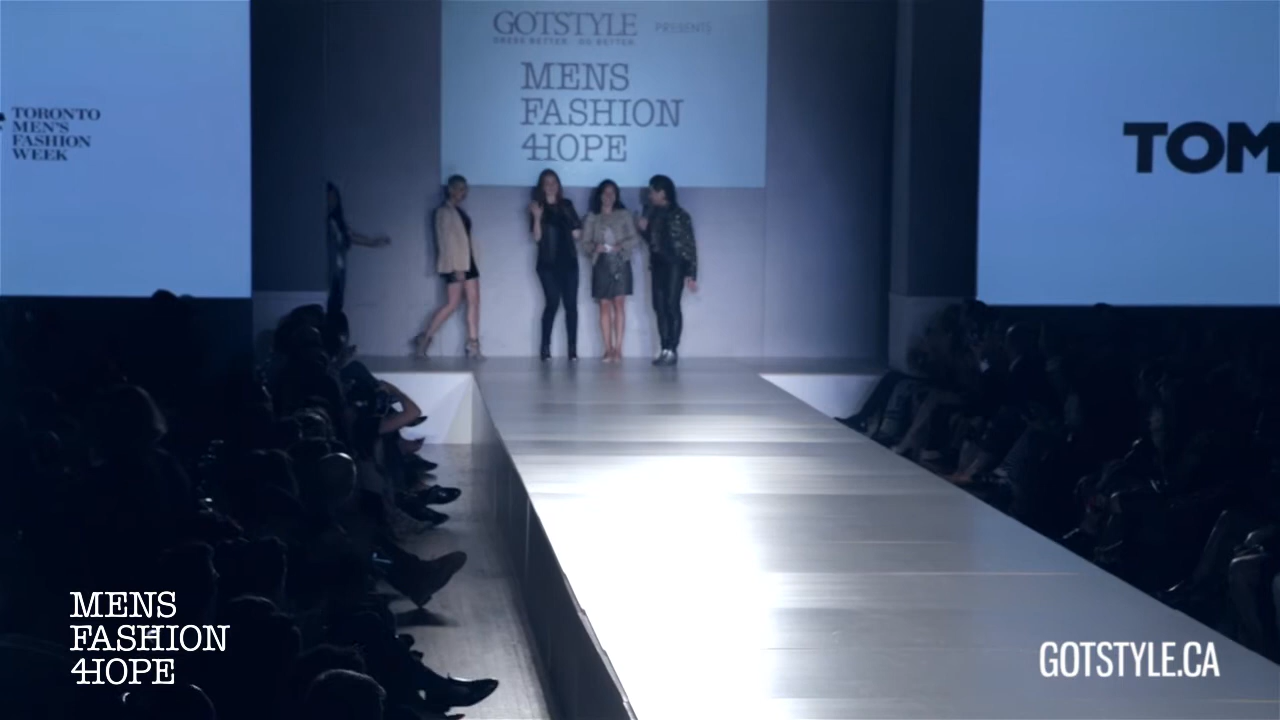 GOTSTYLE PRESENTS
DRESS BETTER · DO BETTER
MENS
FASHION
4HOPE
TORONTO
MEN'S
FASHION
WEEK
TOM
MENS
FASHION
4HOPE
GOTSTYLE.CA